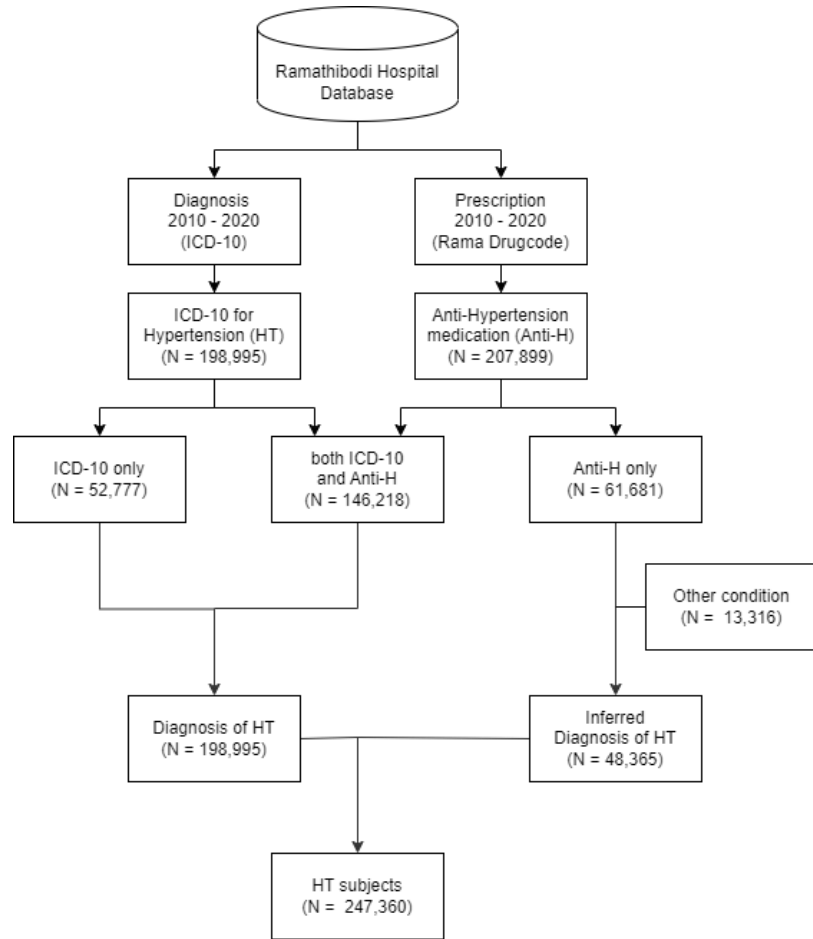 Ramathibodi Hospital
Database
Diagnosis
2010 - 2020
(ICD-10)
Prescription
2010 - 2020
(Rama Drugcode)
ICD-10 for
Hypertension (HT)
(N = 198,995)
Anti-Hypertension
medication (Anti-H)
(N = 207,899)
ICD-10 only
(N = 52,777)
both ICD-10
and Anti-H
(N = 146,218)
Anti-H only
(N = 61,681)
Other condition
(N = 13,316)
Diagnosis of HT
(N = 198,995)
Inferred
Diagnosis of HT
(N = 48,365)
HT subjects
(N = 247,360)